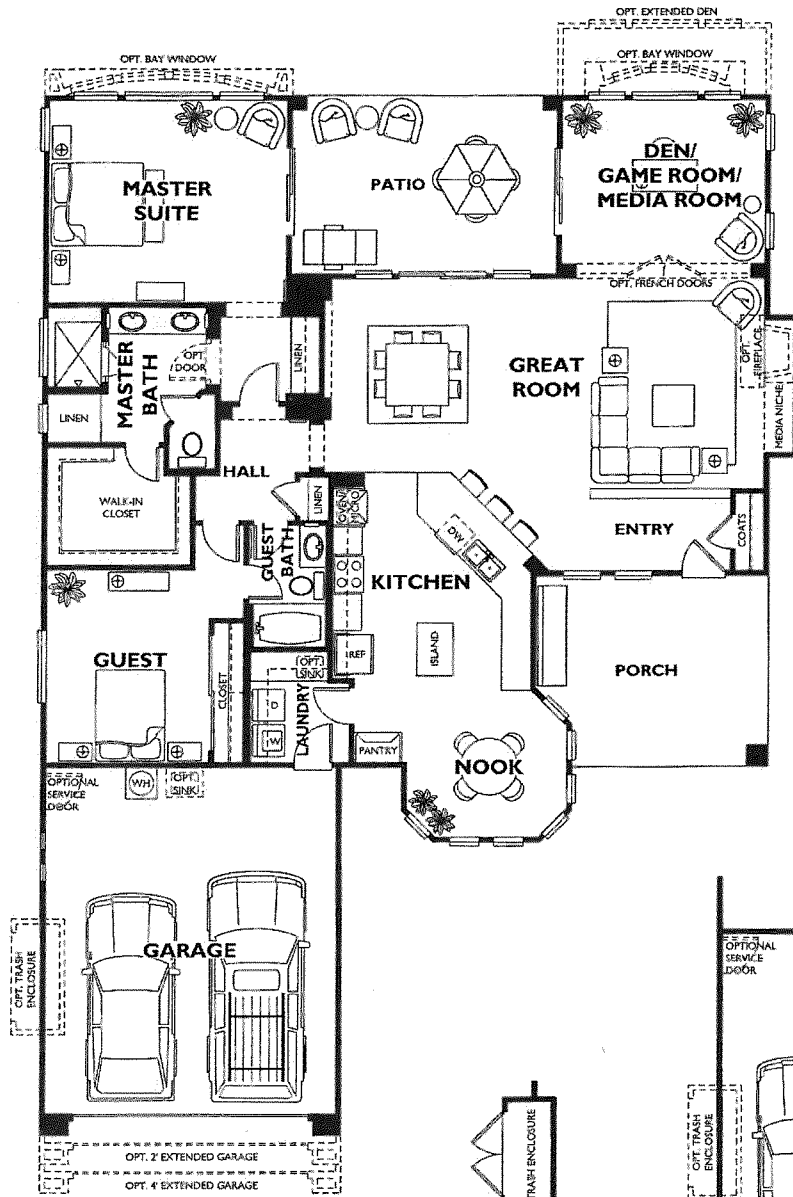 OPT. EXTENDED DEN
OPT. BAY WINDOW
OPT. BAY WINDOW
MASTER
SUITE
PATIO
DEN/
GAME ROOM/
MEDIA ROOM
OPT. FRENCH DOORS
OPT.
DOOR
LINEN
MASTER
BATH
LINEN
GREAT
ROOM
OPT.
FIREPLACE
MEDIA NICHE
HALL
WALK-IN
CLOSET
LINEN
OVEN/
MICRO
DW
ENTRY
COATS
GUEST
BATH
KITCHEN
ISLAND
REF
PORCH
GUEST
CLOSET
OPT.
SINK
D
W
LAUNDRY
PANTRY
NOOK
OPTIONAL
SERVICE
DOOR
WH
OPT.
SINK
GARAGE
OPT. TRASH
ENCLOSURE
OPTIONAL
SERVICE
DOOR
OPT. TRASH
ENCLOSURE
TRASH ENCLOSURE
OPT. 2' EXTENDED GARAGE
OPT. 4' EXTENDED GARAGE